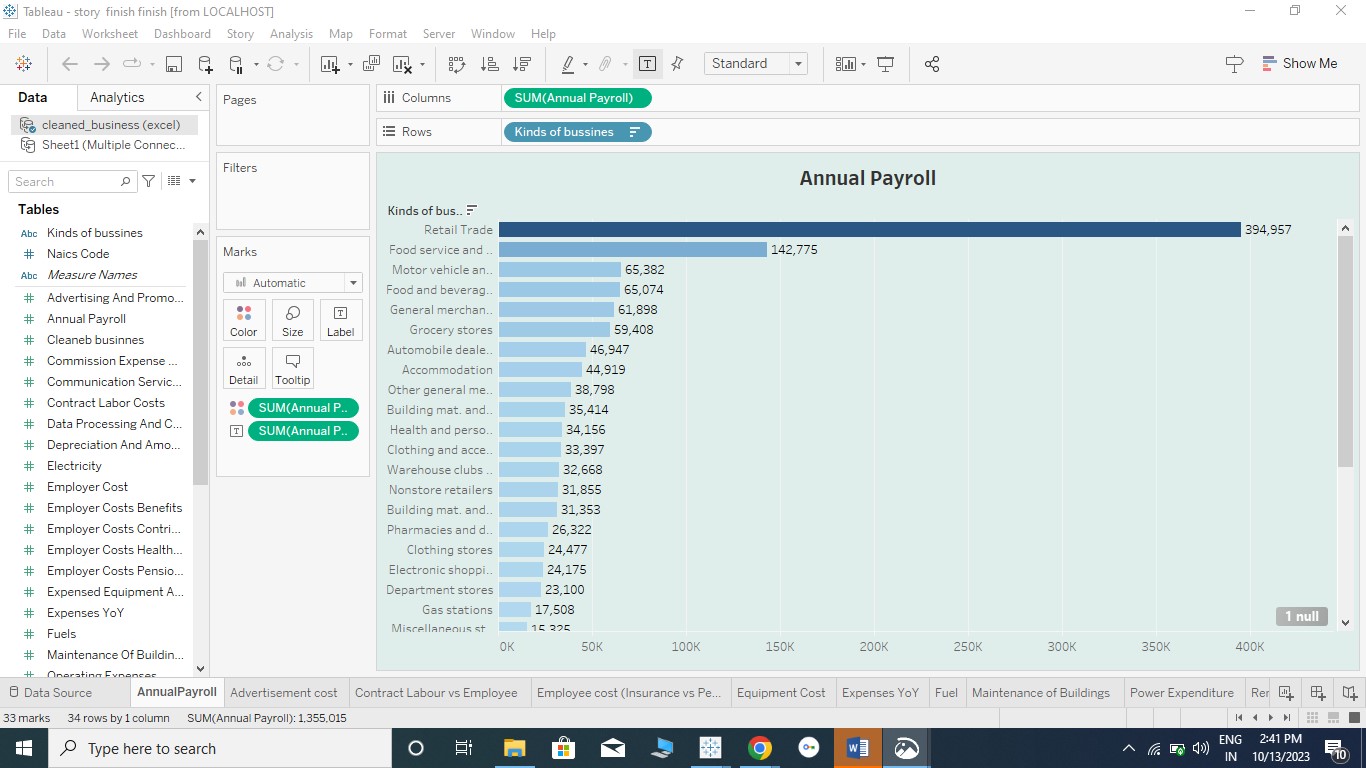 Tableau - story finish finish [from LOCALHOST]
File Data Worksheet Dashboard Story Analysis Map Format Server Window Help
Standard
Show Me
Data Analytics
cleaned_business (excel)
Sheet1 (Multiple Connec...
Search
Tables
Abc Kinds of bussines
# Naics Code
Abc Measure Names
# Advertising And Promo...
# Annual Payroll
# Cleaneb businnes
# Commission Expense ...
# Communication Servic...
# Contract Labor Costs
# Data Processing And C...
# Depreciation And Amo...
# Electricity
# Employer Cost
# Employer Costs Benefits
# Employer Costs Contri...
# Employer Costs Health...
# Employer Costs Pensio...
# Expensed Equipment A...
# Expenses YoY
# Fuels
# Maintenance Of Buildin...
# Operating Expenses
Pages
Filters
Marks
Automatic
Color Size Label
Detail Tooltip
SUM(Annual P..
T SUM(Annual P..
Columns SUM(Annual Payroll)
Rows Kinds of bussines
Annual Payroll
Kinds of bus..
Retail Trade 394,957
Food service and .. 142,775
Motor vehicle an.. 65,382
Food and beverag.. 65,074
General merchan.. 61,898
Grocery stores 59,408
Automobile deale.. 46,947
Accommodation 44,919
Other general me.. 38,798
Building mat. and.. 35,414
Health and perso.. 34,156
Clothing and acce.. 33,397
Warehouse clubs .. 32,668
Nonstore retailers 31,855
Building mat. and.. 31,353
Pharmacies and d.. 26,322
Clothing stores 24,477
Electronic shoppi.. 24,175
Department stores 23,100
Gas stations 17,508
Miscellaneous st.. 15,325
1 null
0K 50K 100K 150K 200K 250K 300K 350K 400K
Data Source AnnualPayroll Advertisement cost Contract Labour vs Employee Employee cost (Insurance vs Pe... Equipment Cost Expenses YoY Fuel Maintenance of Buildings Power Expenditure Rer
33 marks 34 rows by 1 column SUM(Annual Payroll): 1,355,015
Type here to search
ENG
IN
2:41 PM
10/13/2023
10